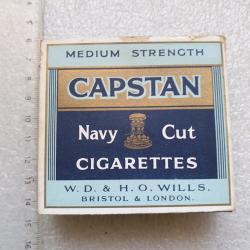 MEDIUM STRENGTH
CAPSTAN
Navy Cut
CIGARETTES
W. D. & H. O. WILLS.
BRISTOL & LONDON.